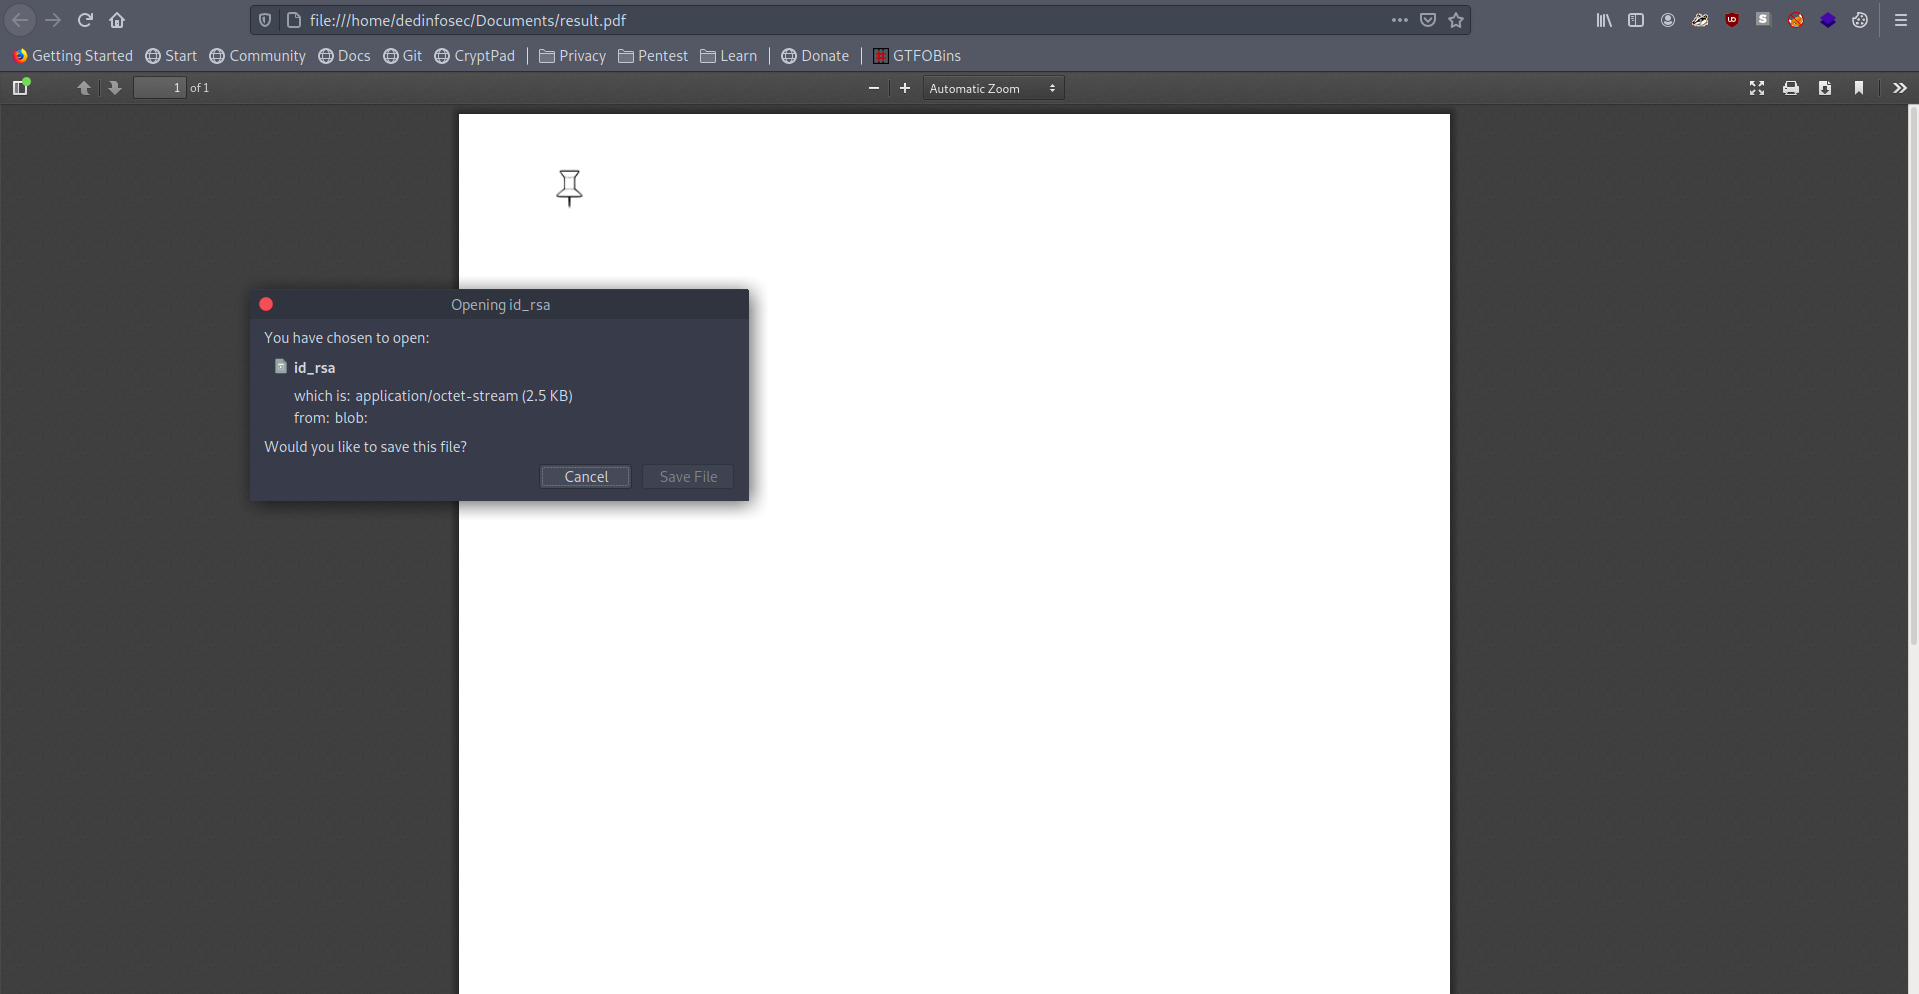 file:///home/dedinfosec/Documents/result.pdf
Getting Started Start Community Docs Git CryptPad Privacy Pentest Learn Donate GTFOBins
1 of 1 Automatic Zoom
Opening id_rsa
You have chosen to open:
id_rsa
which is: application/octet-stream (2.5 KB)
from: blob:
Would you like to save this file?
Cancel Save File